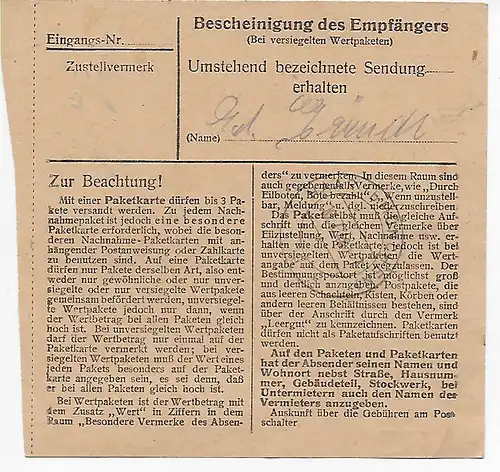 Bescheinigung des Empfängers
(Bei versiegelten Wertpaketen)
Eingangs-Nr.
Zustellvermerk
Umstehend bezeichnete Sendung
erhalten
(Name)
Zur Beachtung!
Mit einer Paketkarte dürfen bis 3 Pa-
kete versandt werden. Zu jedem Nach-
nahmepaket ist jedoch eine besondere
Paketkarte erforderlich, wobei die beson-
deren Nachnahme-Paketkarten mit an-
hängender Postanweisung oder Zahlkarte
zu benutzen sind. Auf eine Paketkarte
dürfen nur Pakete derselben Art, also ent-
weder nur gewöhnliche oder nur unver-
siegelte oder nur versiegelte Wertpakete
gemeinsam befördert werden, unversiegel-
te Wertpakete jedoch nur dann, wenn
der Wertbetrag bei allen Paketen gleich
hoch ist. Bei unversiegelten Wertpaketen
darf der Wertbetrag nur einmal auf der
Paketkarte vermerkt werden; bei ver-
siegelten Wertpaketen muß der Wert eines
jeden Pakets besonders auf der Paket-
karte angegeben sein, es sei denn, daß
er bei allen Paketen gleich hoch ist.
Bei Wertpaketen ist der Wertbetrag mit
dem Zusatz „Wert" in Ziffern in dem
Raum „Besondere Vermerke des Absen-
ders" zu vermerken. In diesem Raum sind
auch gegebenenfalls Vermerke, wie „Durch
Eilboten, Bote bezahlt", „Wenn unzustell-
bar, Meldung" u. dgl. niederzuschreiben.
Das Paket selbst muß die gleiche Auf-
schrift und die gleichen Vermerke über
Eilzustellung, Wert, Nachnahme usw. er-
halten wie die Paketkarte; jedoch ist bei
unversiegelten Wertpaketen die Wert-
angabe auf dem Paket wegzulassen. Der
Bestimmungspostort ist möglichst groß
und deutlich anzugeben. Postpakete, die
aus leeren Schachteln, Kisten, Körben oder
anderen leeren Behältnissen bestehen, sind
über der Anschrift durch den Vermerk
„Leergut" zu kennzeichnen. Paketkarten
dürfen nicht als Paketaufschriften benutzt
werden.
Auf den Paketen und Paketkarten
hat der Absender seinen Namen und
Wohnort nebst Straße, Hausnum-
mer, Gebäudeteil, Stockwerk, bei
Untermietern auch den Namen des
Vermieters anzugeben.
Auskunft über die Gebühren am Post-
schalter